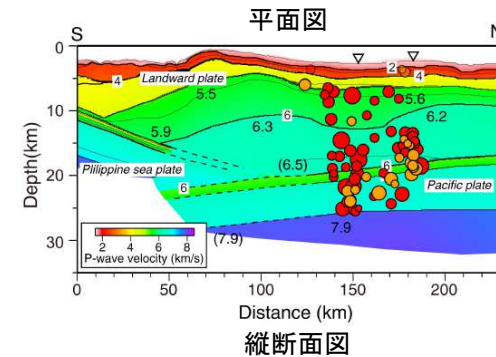 平面図
S
N
0
10
20
30
Depth(km)
2
4
4
Landward plate
5.5
5.6
5.9
6.3
6
6.2
Plilippine sea plate
(6.5)
6
6
Pacific plate
7.9
(7.9)
2 4 6 8
P-wave velocity (km/s)
0 50 100 150 200
Distance (km)
縦断面図